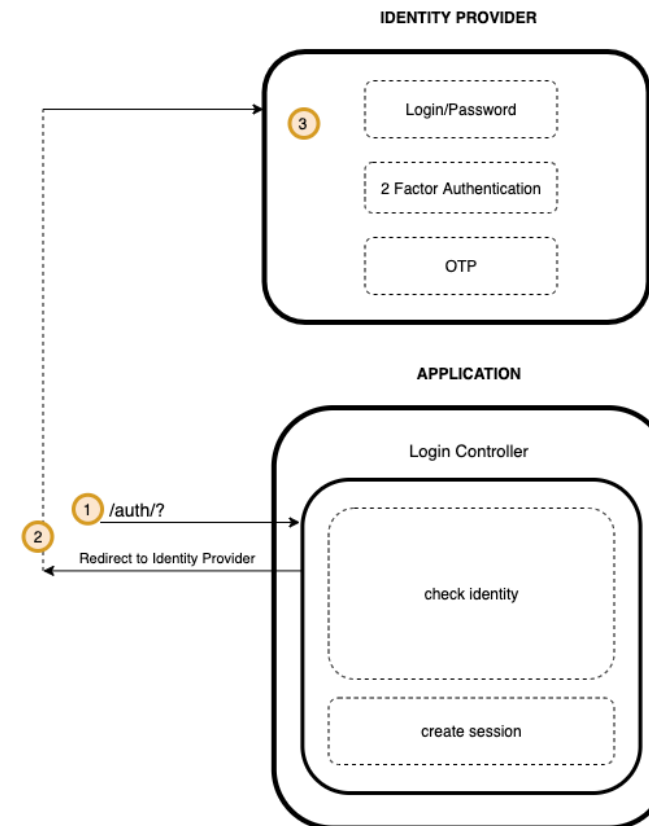 IDENTITY PROVIDER
Login/Password
3
2 Factor Authentication
OTP
APPLICATION
Login Controller
1 /auth/?
2
Redirect to Identity Provider
check identity
create session